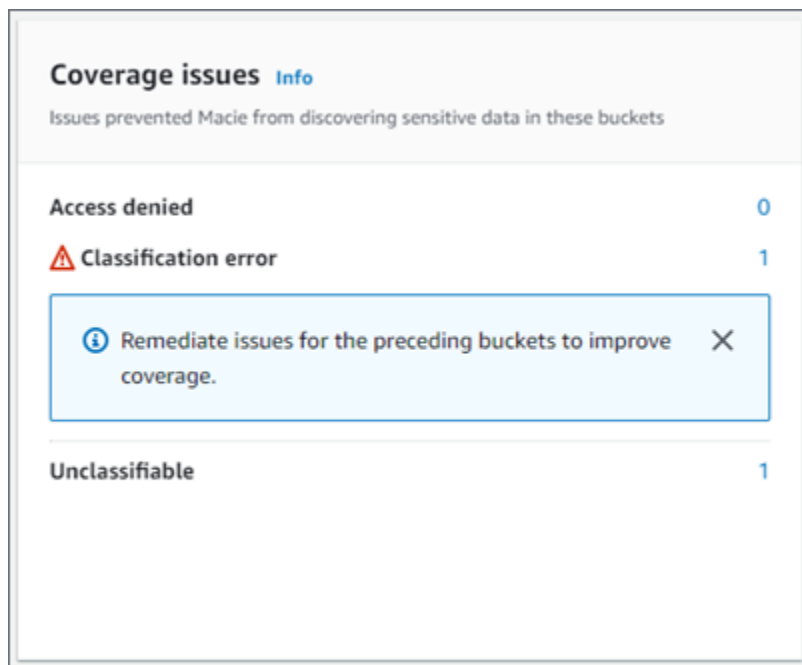 Coverage issues Info
Issues prevented Macie from discovering sensitive data in these buckets
Access denied 0
Classification error 1
Remediate issues for the preceding buckets to improve
coverage.
Unclassifiable 1